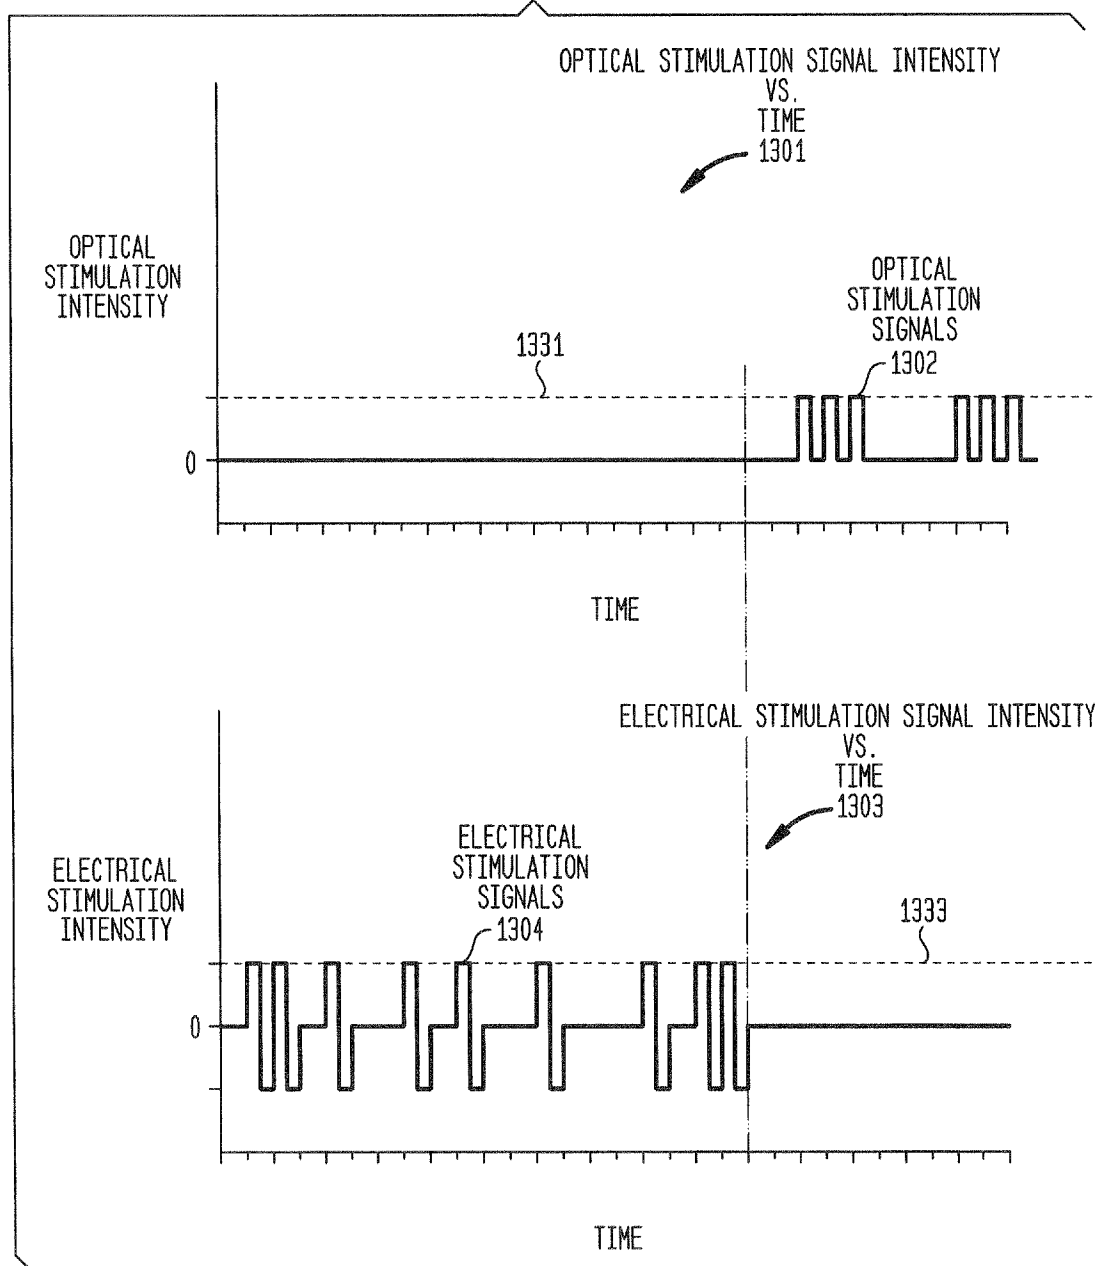 OPTICAL STIMULATION SIGNAL INTENSITY
VS.
TIME
1301
OPTICAL
STIMULATION
INTENSITY
OPTICAL
STIMULATION
SIGNALS
1302
1331
0
TIME
ELECTRICAL STIMULATION SIGNAL INTENSITY
VS.
TIME
1303
ELECTRICAL
STIMULATION
INTENSITY
ELECTRICAL
STIMULATION
SIGNALS
1304
1333
0
TIME